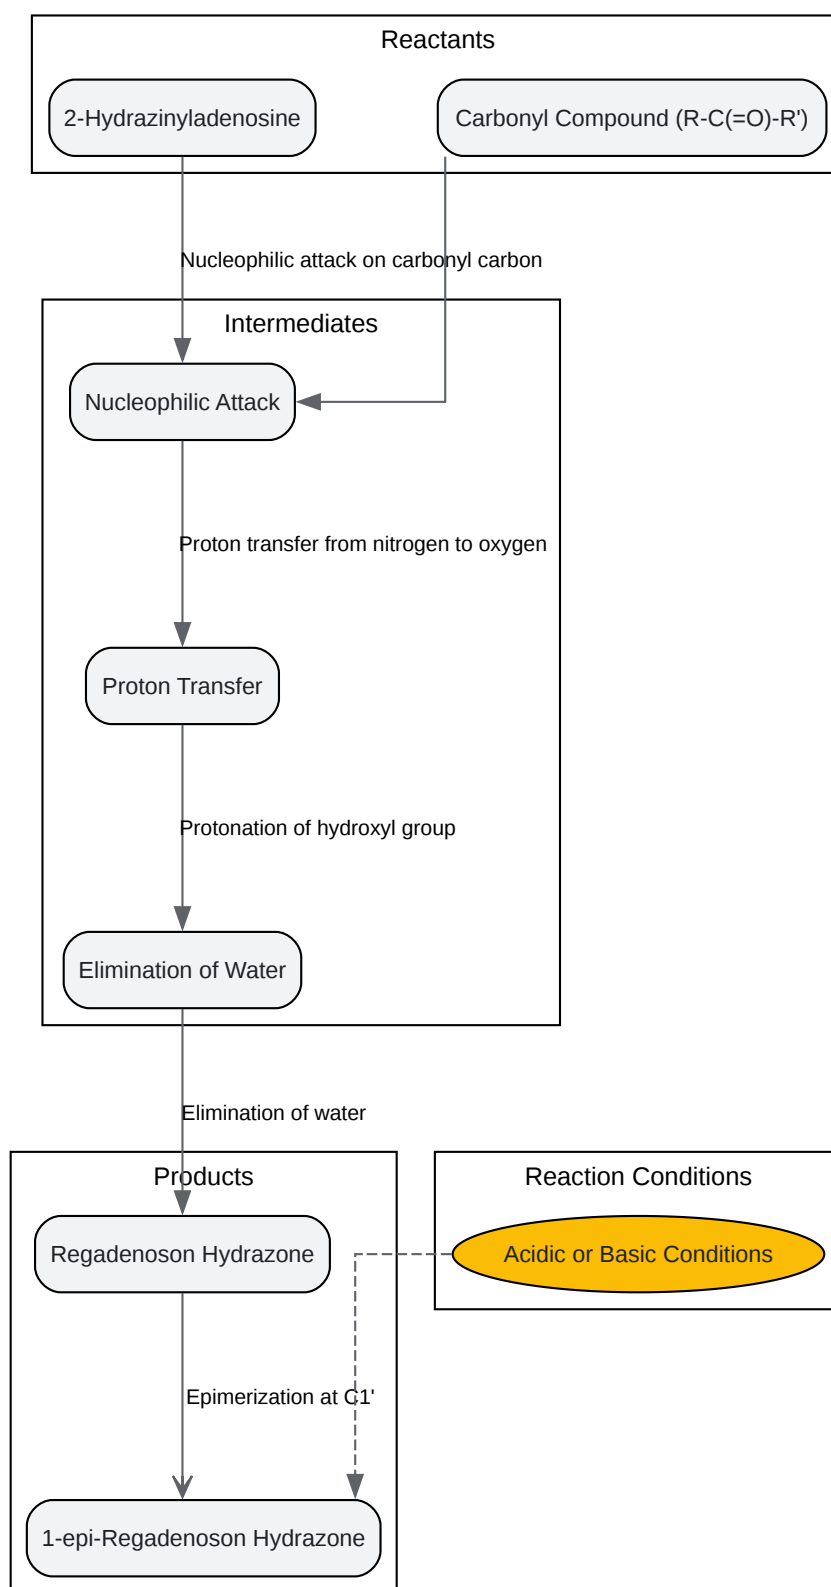 Reactants
2-Hydrazinyladenosine
Carbonyl Compound (R-C(=O)-R')
Nucleophilic attack on carbonyl carbon
Intermediates
Nucleophilic Attack
Proton transfer from nitrogen to oxygen
Proton Transfer
Protonation of hydroxyl group
Elimination of Water
Elimination of water
Products
Reaction Conditions
Regadenoson Hydrazone
Acidic or Basic Conditions
Epimerization at C1'
1-epi-Regadenoson Hydrazone